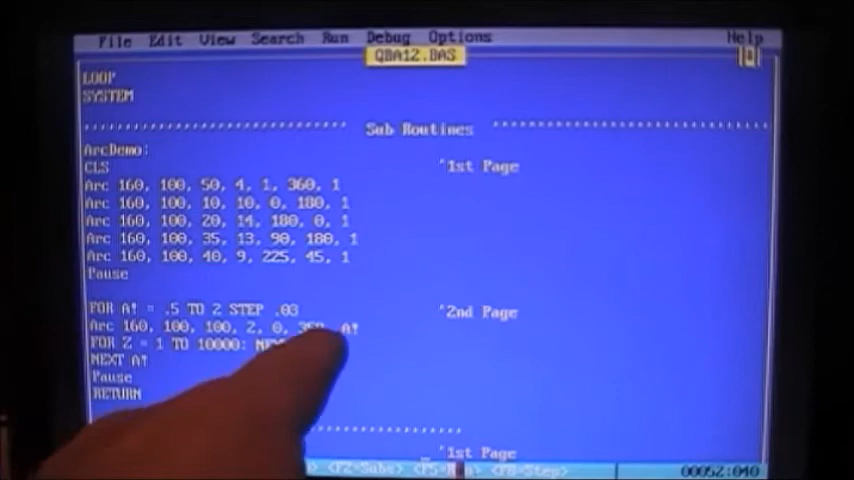 File Edit View Search Run Debug Options Help
QBA12.BAS
LOOP
SYSTEM
'''''''''''''''''''''''''''''' Sub Routines ''''''''''''''''''''''''''''''
ArcDemo:
CLS '1st Page
Arc 160, 100, 50, 4, 1, 360, 1
Arc 160, 100, 10, 10, 0, 180, 1
Arc 160, 100, 20, 14, 180, 0, 1
Arc 160, 100, 35, 13, 90, 180, 1
Arc 160, 100, 40, 9, 225, 45, 1
Pause
FOR A! = .5 TO 2 STEP .03 '2nd Page
Arc 160, 100, 100, 2, 0, A!
FOR Z = 1 TO 10000:
NEXT A!
Pause
RETURN
'1st Page
<F2=Subs> <F5=Run> <F8=Step> 00052:040